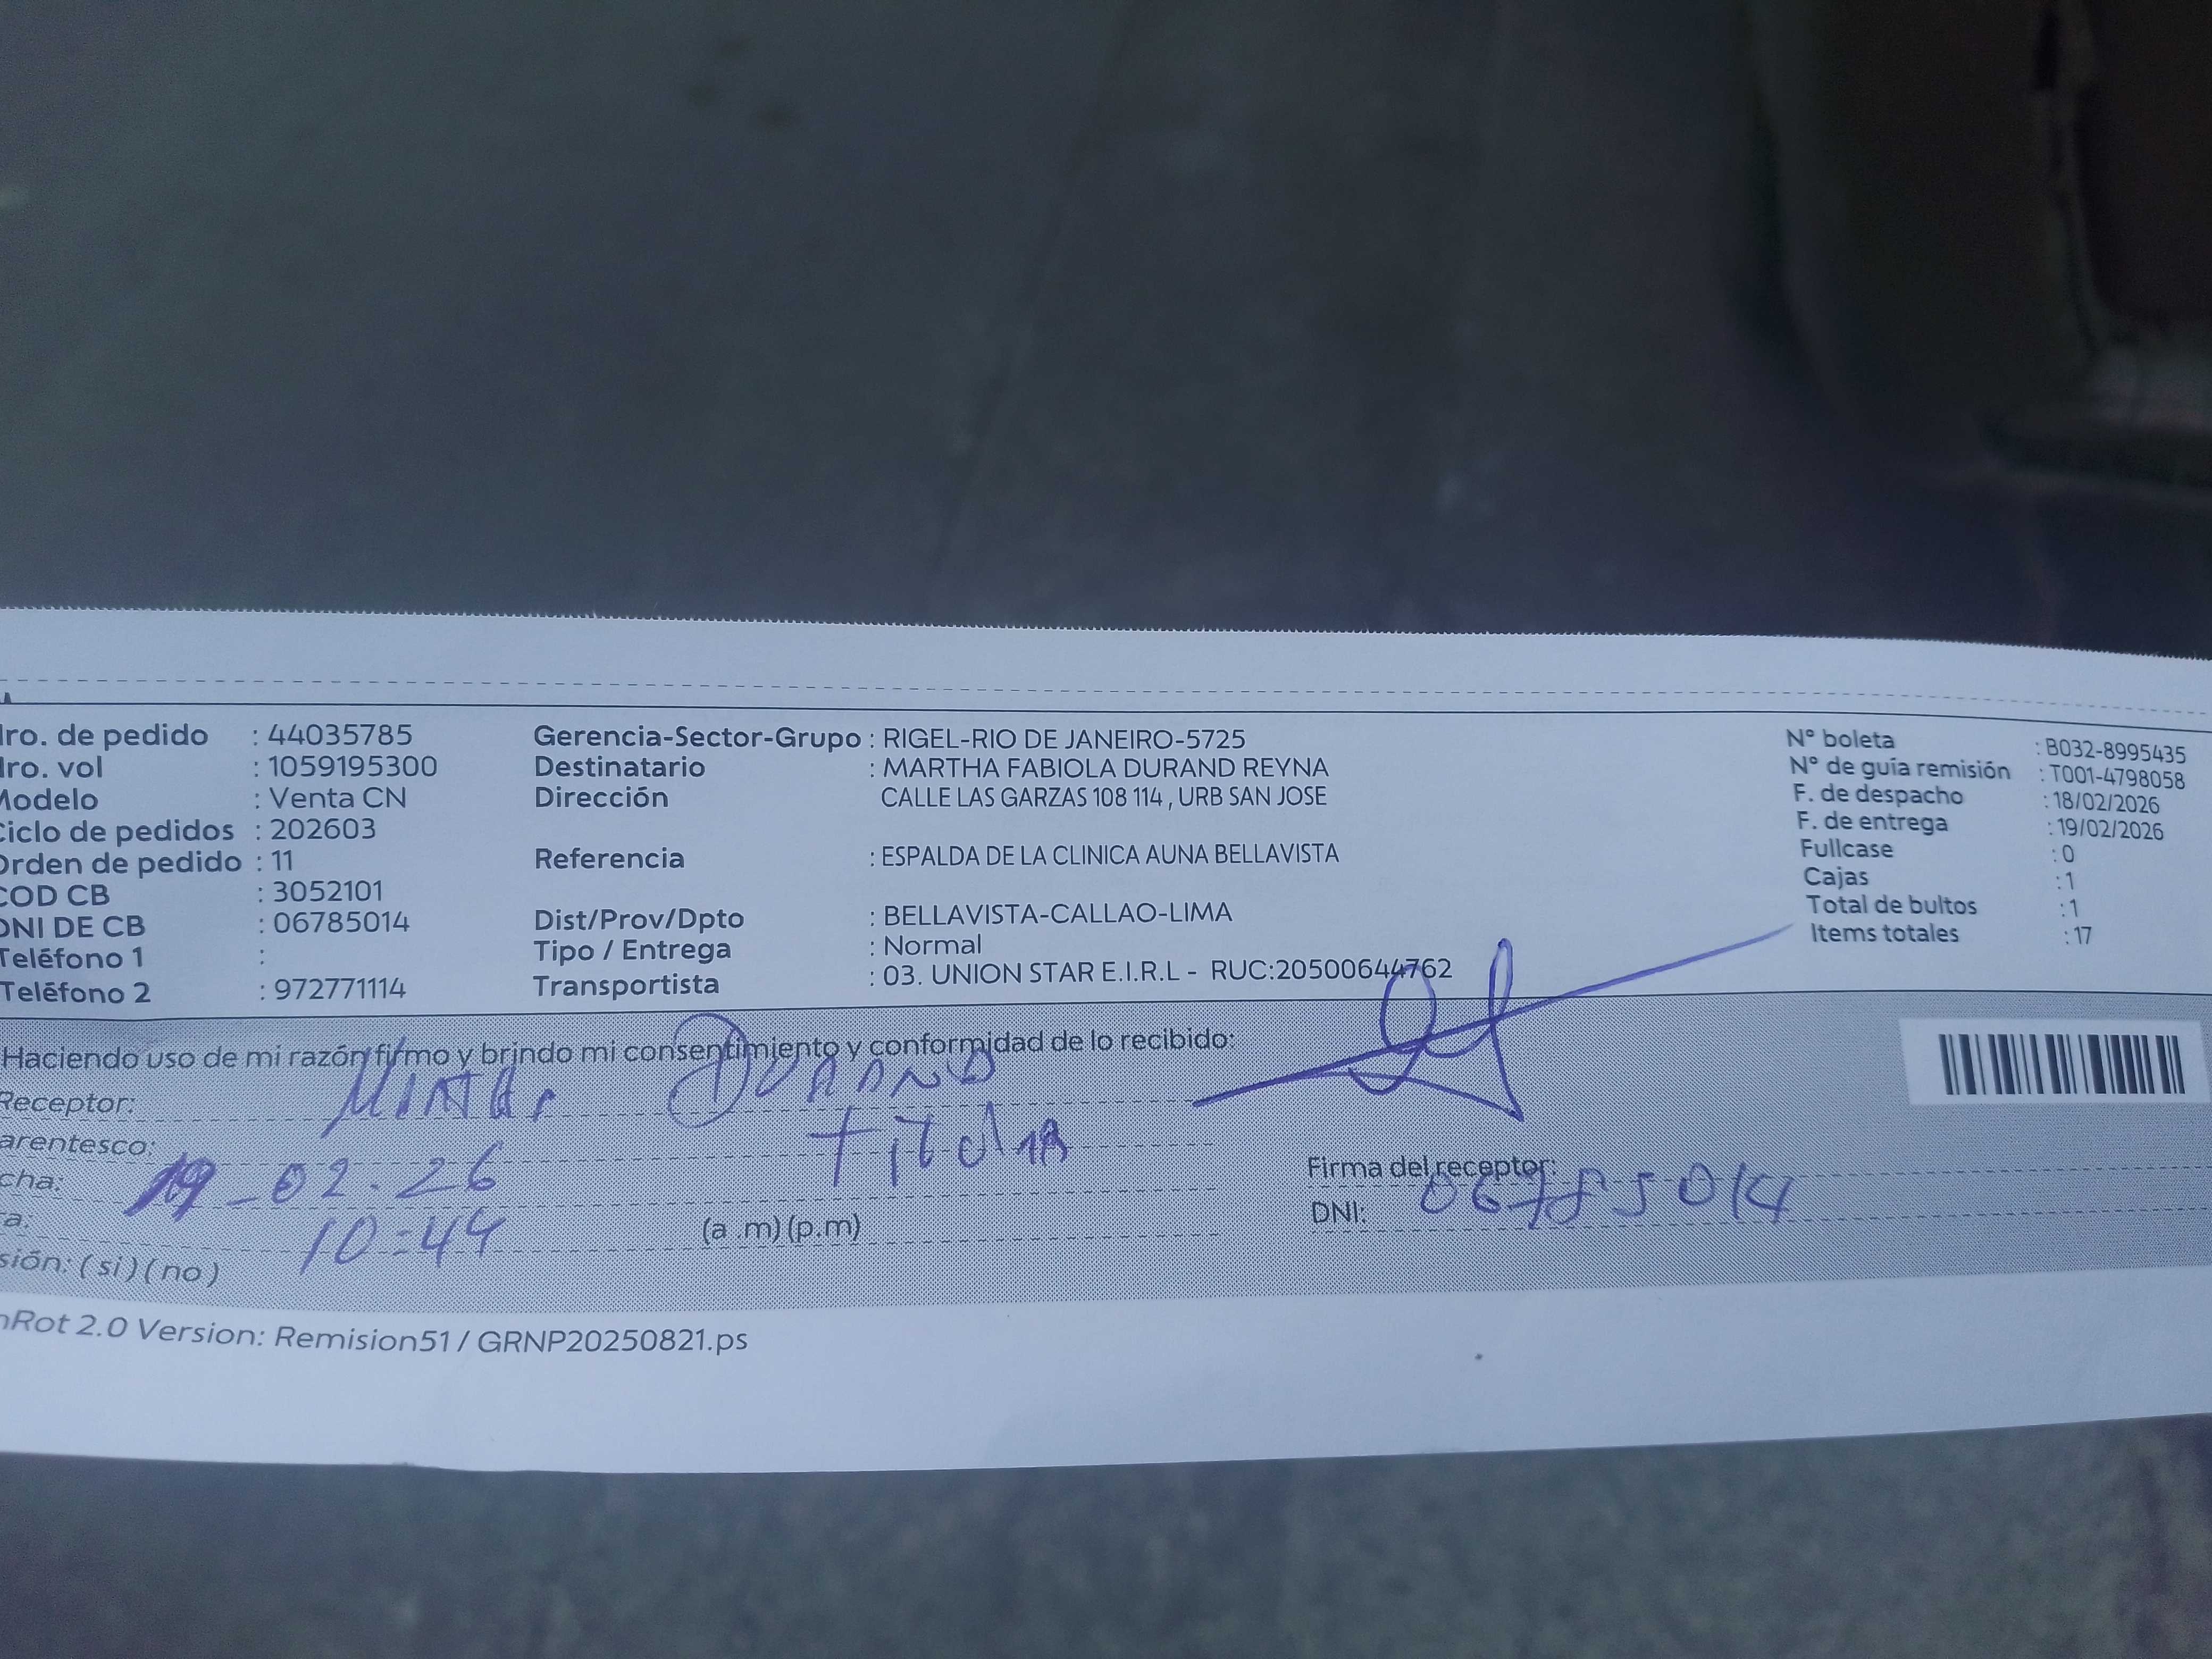 ro. de pedido : 44035785
ro. vol : 1059195300
Modelo : Venta CN
Ciclo de pedidos : 202603
Orden de pedido : 11
COD CB : 3052101
DNI DE CB : 06785014
Teléfono 1 :
Teléfono 2 : 972771114
Gerencia-Sector-Grupo : RIGEL-RIO DE JANEIRO-5725
Destinatario : MARTHA FABIOLA DURAND REYNA
Dirección CALLE LAS GARZAS 108 114 , URB SAN JOSE
Referencia : ESPALDA DE LA CLINICA AUNA BELLAVISTA
Dist/Prov/Dpto : BELLAVISTA-CALLAO-LIMA
Tipo / Entrega : Normal
Transportista : 03. UNION STAR E.I.R.L - RUC:20500644762
N° boleta : B032-8995435
N° de guía remisión : T001-4798058
F. de despacho : 18/02/2026
F. de entrega : 19/02/2026
Fullcase : 0
Cajas : 1
Total de bultos : 1
Items totales : 17
Haciendo uso de mi razón firmo y brindo mi consentimiento y conformidad de lo recibido:
Receptor: DURAND
arentesco: titular
cha: 19-02.26
a: 10:44 (a .m) (p.m)
sión: ( si ) ( no )
Firma del receptor:
DNI: 06785014
nRot 2.0 Version: Remision51 / GRNP20250821.ps